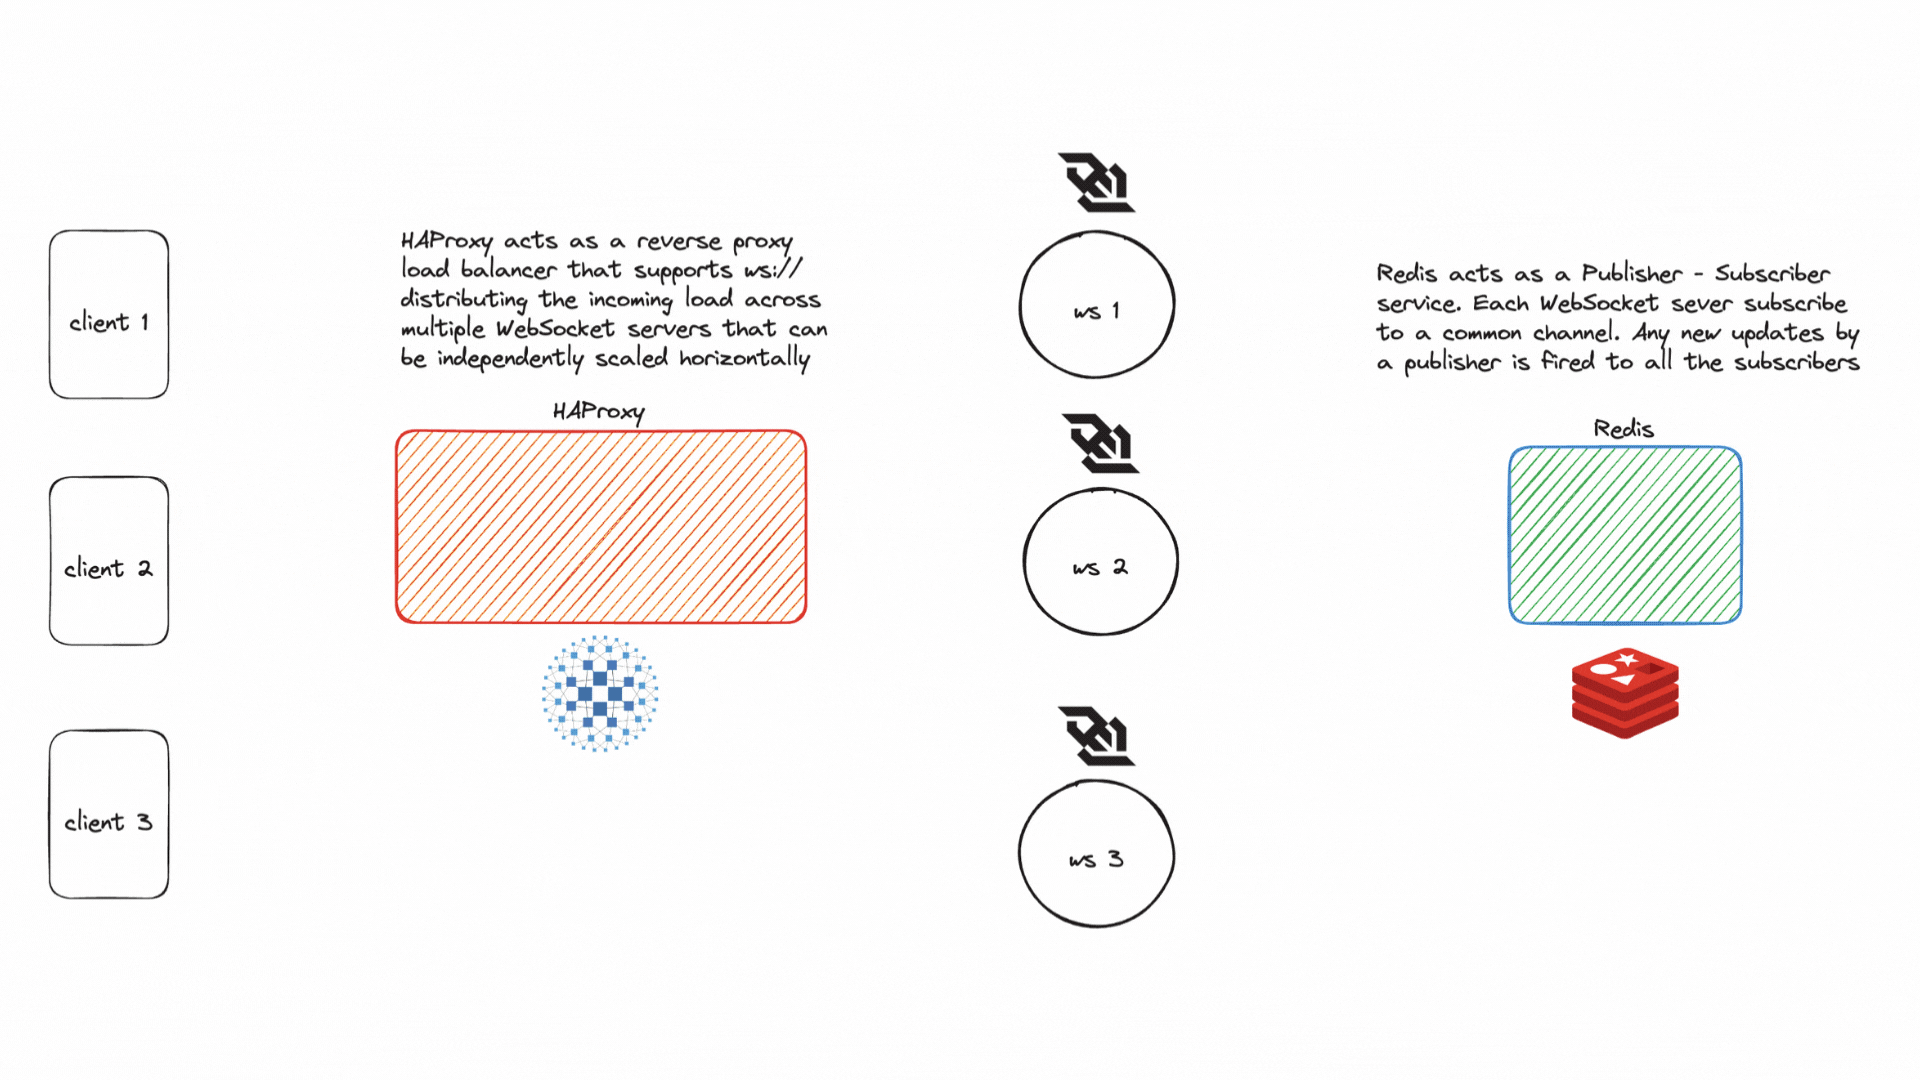 client 1
client 2
client 3
HAProxy acts as a reverse proxy
load balancer that supports ws://
distributing the incoming load across
multiple WebSocket servers that can
be independently scaled horizontally
HAProxy
ws 1
ws 2
ws 3
Redis acts as a Publisher - Subscriber
service. Each WebSocket sever subscribe
to a common channel. Any new updates by
a publisher is fired to all the subscribers
Redis